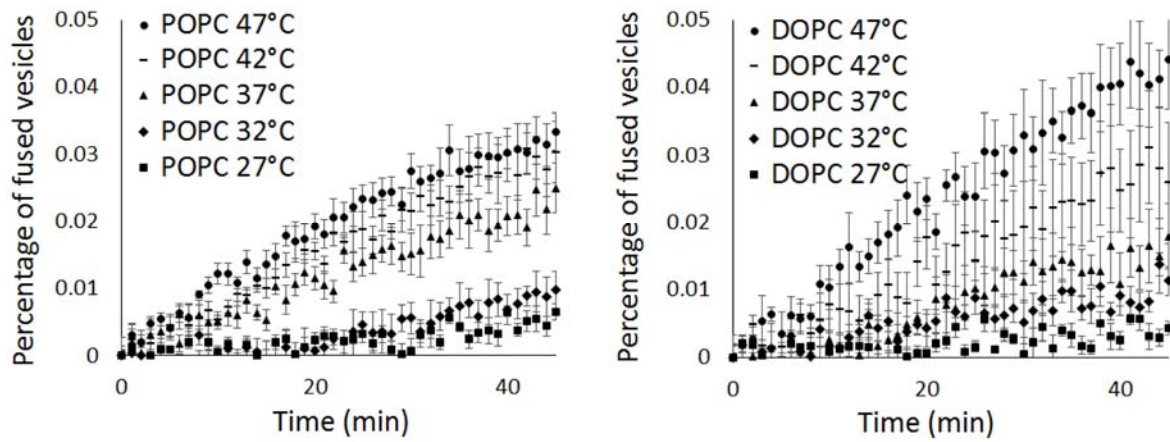 Percentage of fused vesicles
0.05
0.04
0.03
0.02
0.01
0
POPC 47°C
POPC 42°C
POPC 37°C
POPC 32°C
POPC 27°C
0 20 40
Time (min)
Percentage of fused vesicles
0.05
0.04
0.03
0.02
0.01
0
DOPC 47°C
DOPC 42°C
DOPC 37°C
DOPC 32°C
DOPC 27°C
0 20 40
Time (min)